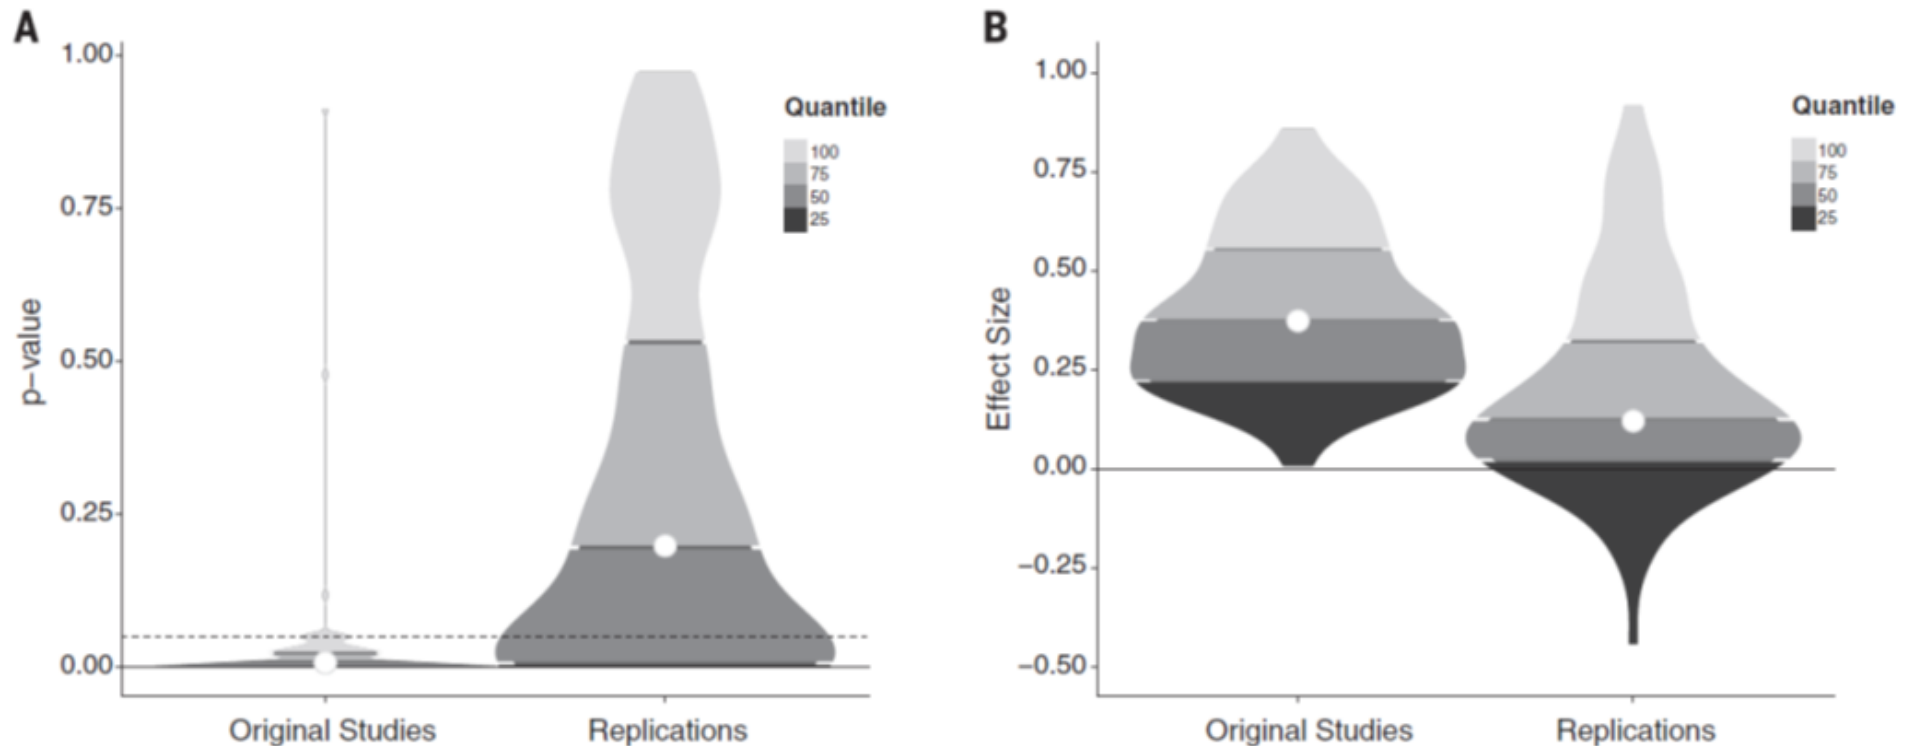 A
p-value
1.00
0.75
0.50
0.25
0.00
Original Studies
Replications
Quantile
100
75
50
25
B
Effect Size
1.00
0.75
0.50
0.25
0.00
−0.25
−0.50
Original Studies
Replications
Quantile
100
75
50
25